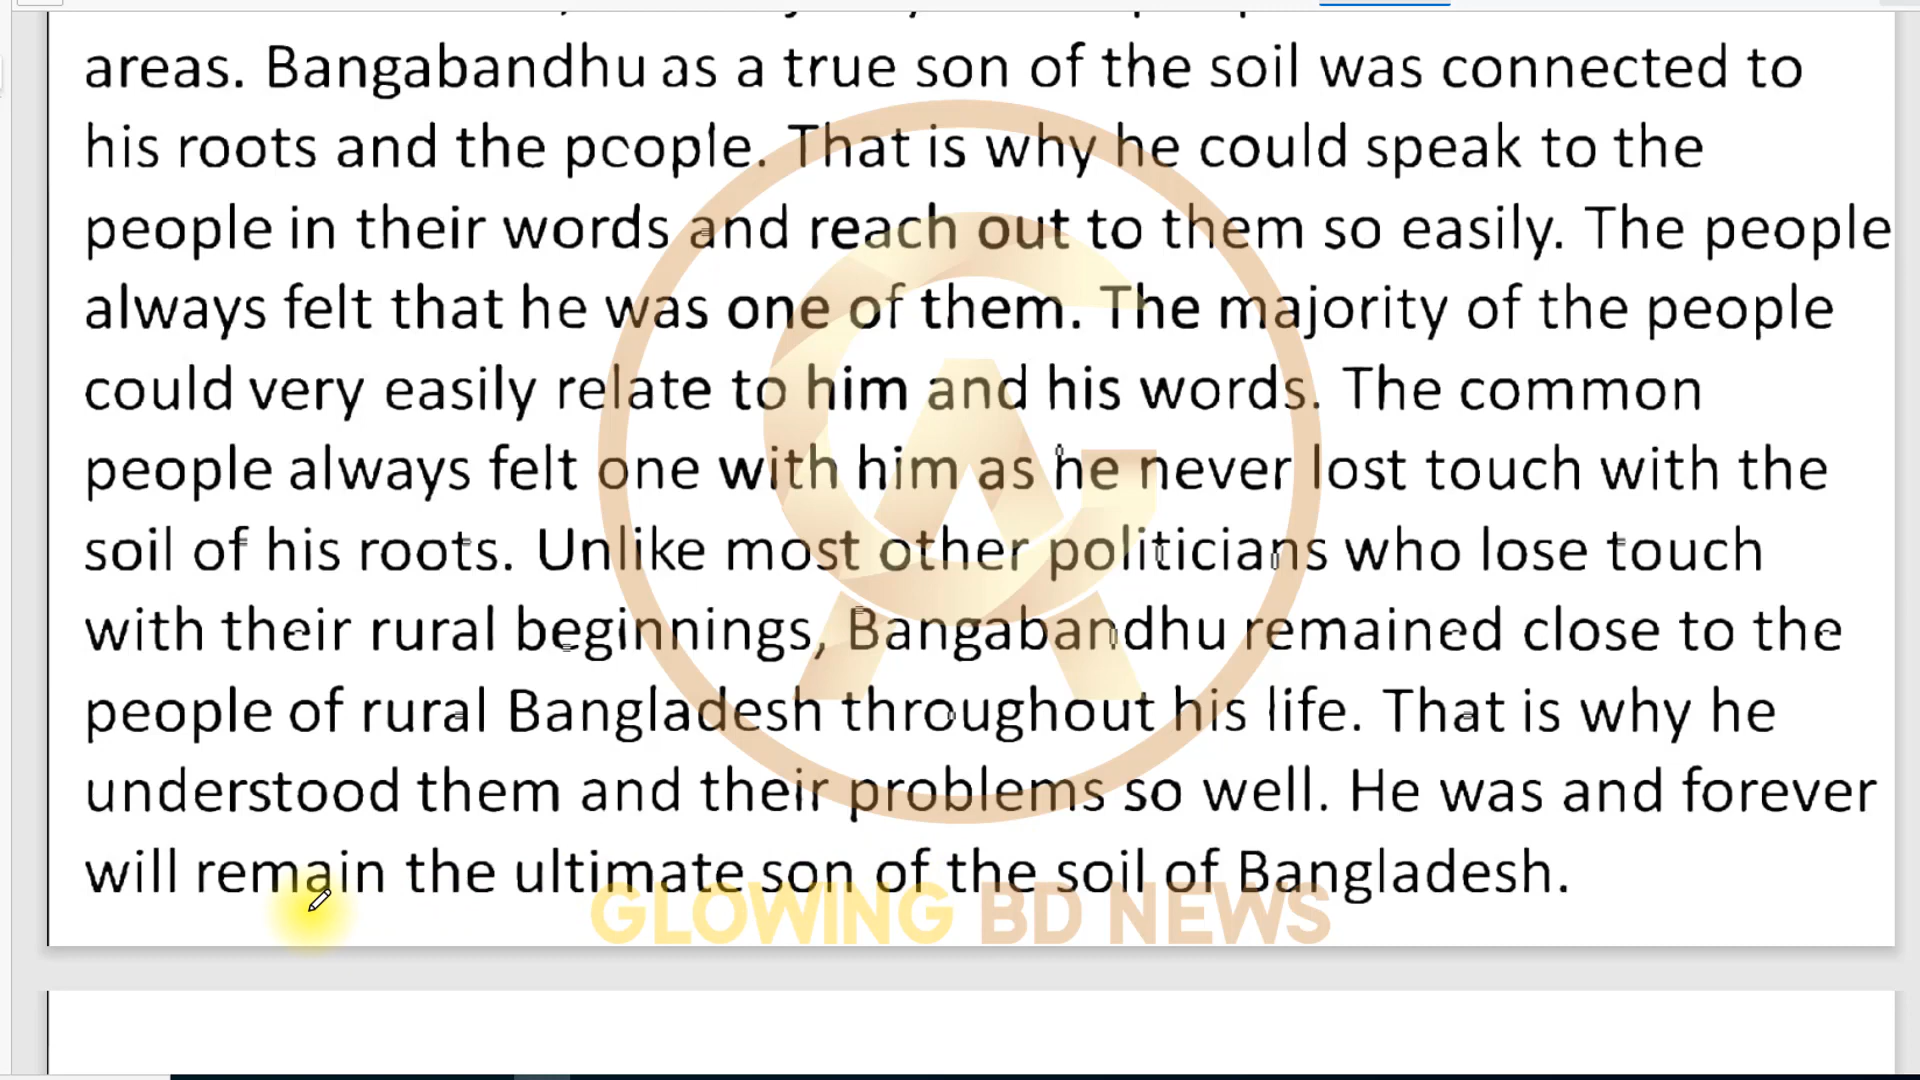 areas. Bangabandhu as a true son of the soil was connected to
his roots and the people. That is why he could speak to the
people in their words and reach out to them so easily. The people
always felt that he was one of them. The majority of the people
could very easily relate to him and his words. The common
people always felt one with him as he never lost touch with the
soil of his roots. Unlike most other politicians who lose touch
with their rural beginnings, Bangabandhu remained close to the
people of rural Bangladesh throughout his life. That is why he
understood them and their problems so well. He was and forever
will remain the ultimate son of the soil of Bangladesh.
GLOWING BD NEWS